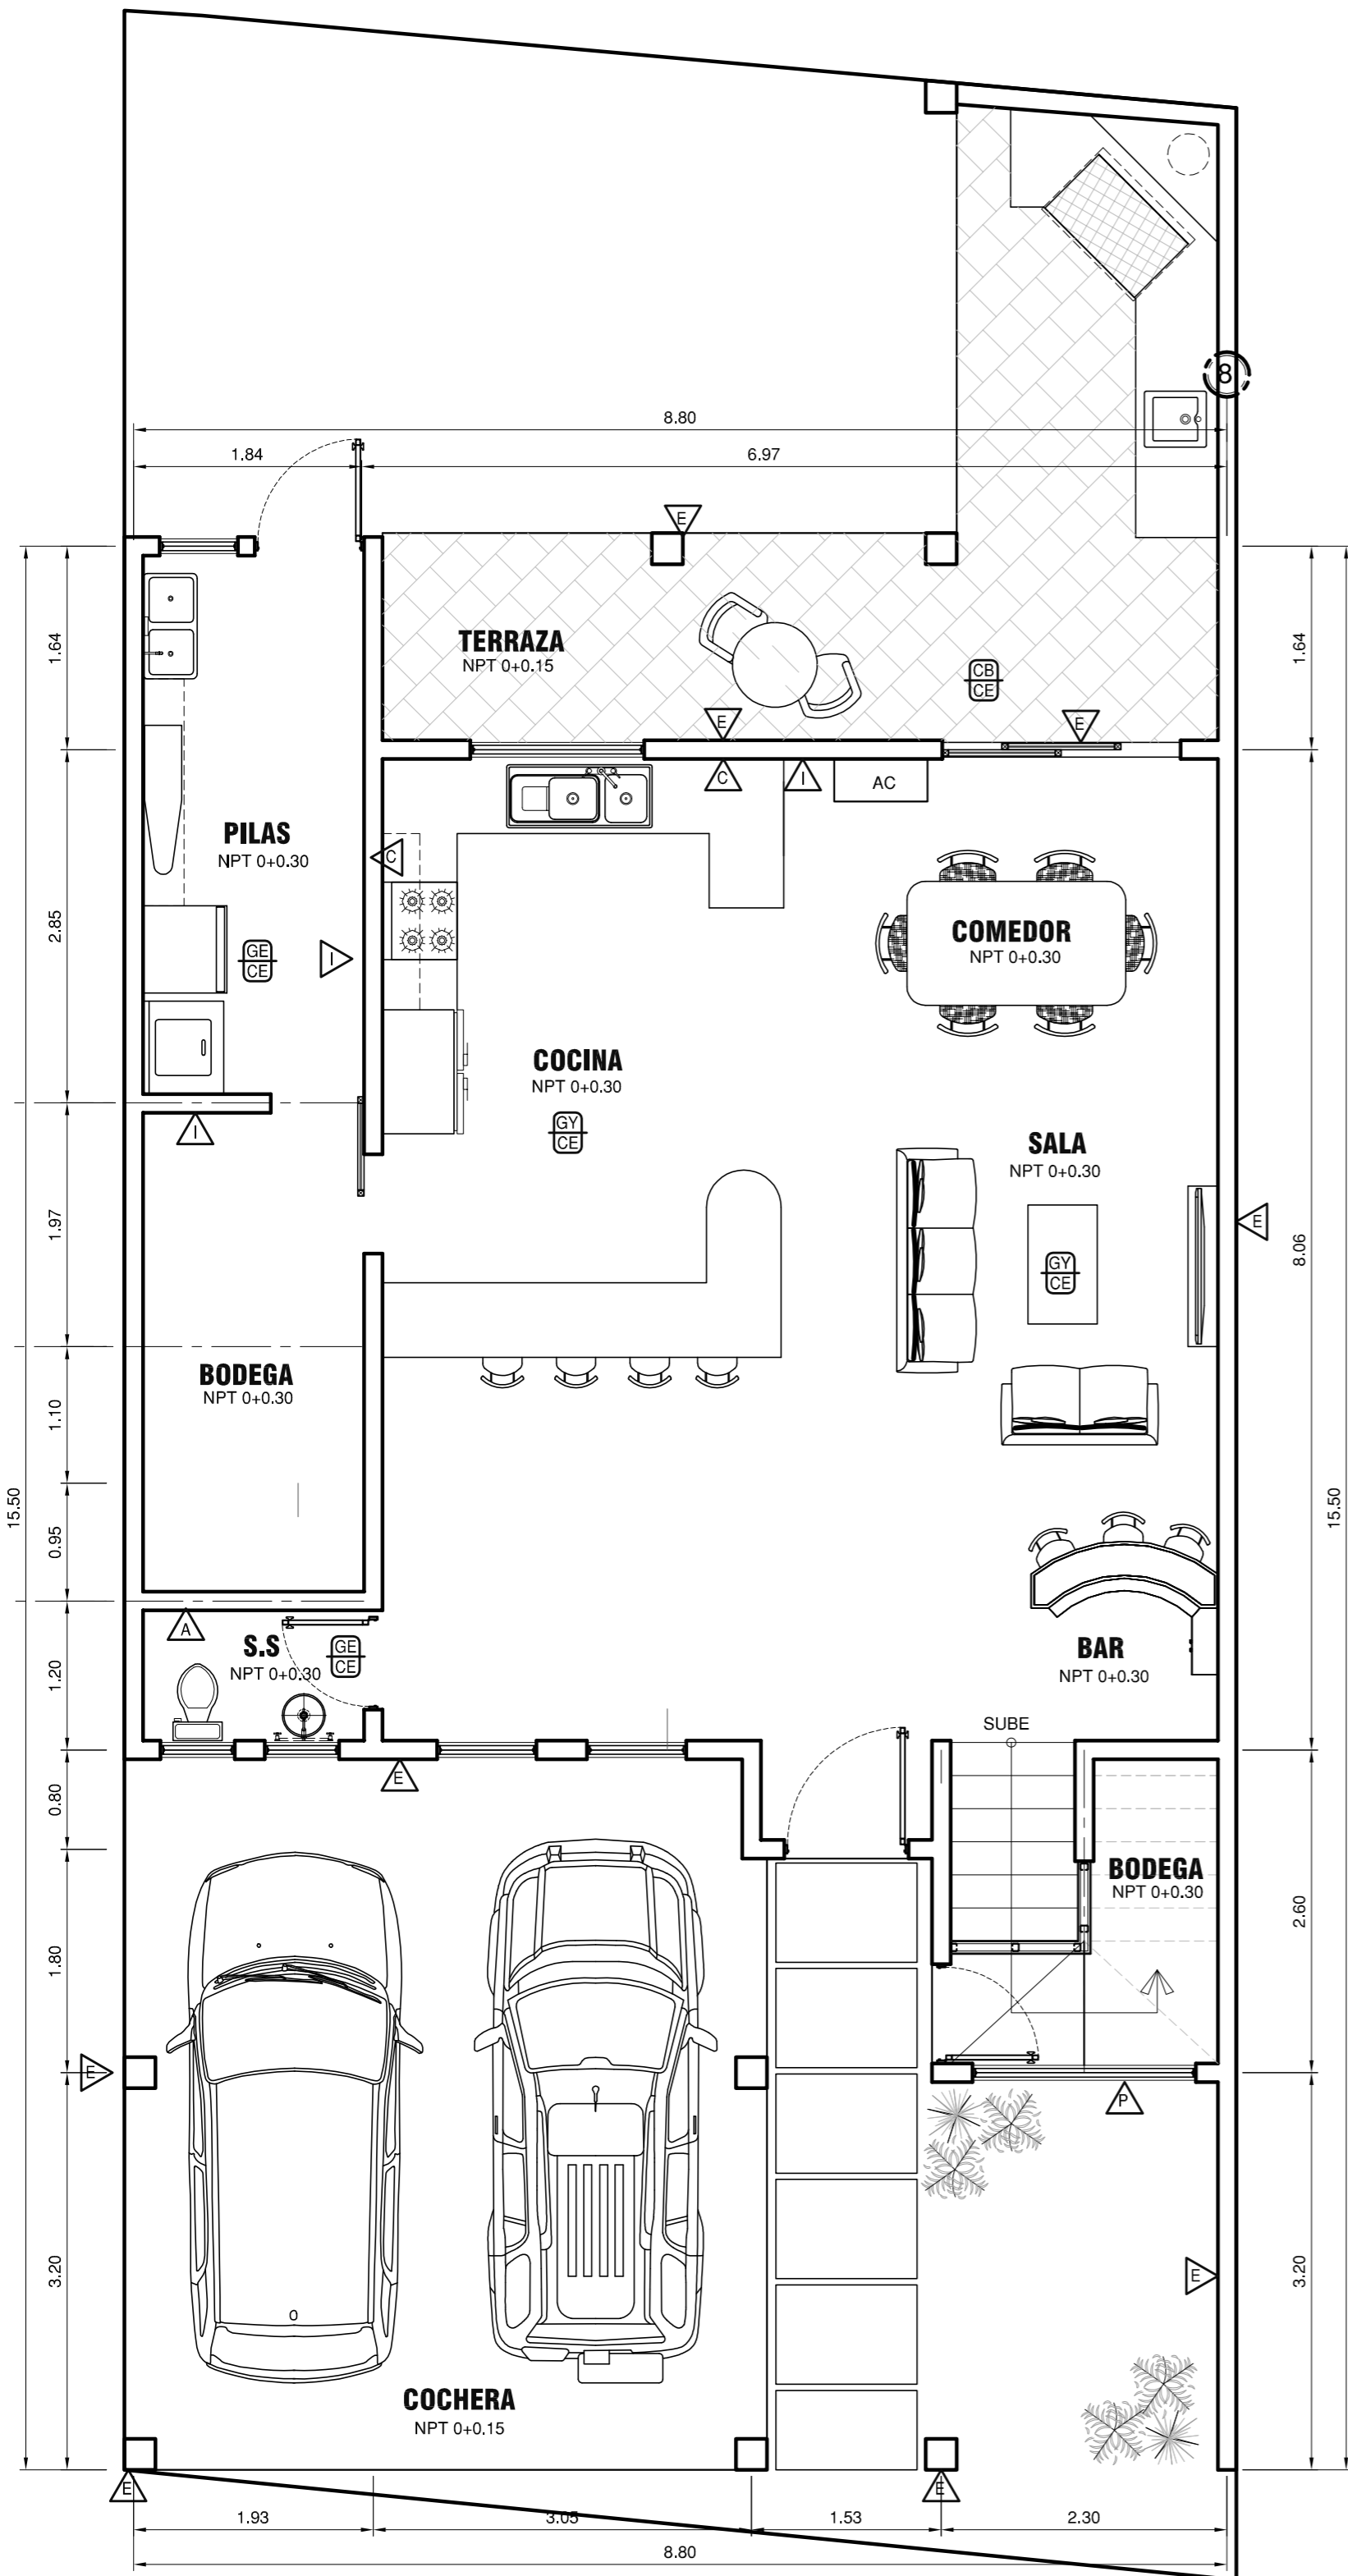 8
8.80
1.84
6.97
E
TERRAZA
NPT 0+0.15
CB
CE
1.64
1.64
E
E
C
I
AC
PILAS
NPT 0+0.30
C
2.85
GE
CE
I
COMEDOR
NPT 0+0.30
COCINA
NPT 0+0.30
GY
CE
I
SALA
NPT 0+0.30
1.97
E
8.06
GY
CE
BODEGA
NPT 0+0.30
1.10
15.50
15.50
0.95
A
S.S
NPT 0+0.30
GE
CE
1.20
BAR
NPT 0+0.30
SUBE
E
0.80
BODEGA
NPT 0+0.30
2.60
1.80
E
P
3.20
E
3.20
COCHERA
NPT 0+0.15
E
E
1.93
3.05
1.53
2.30
8.80